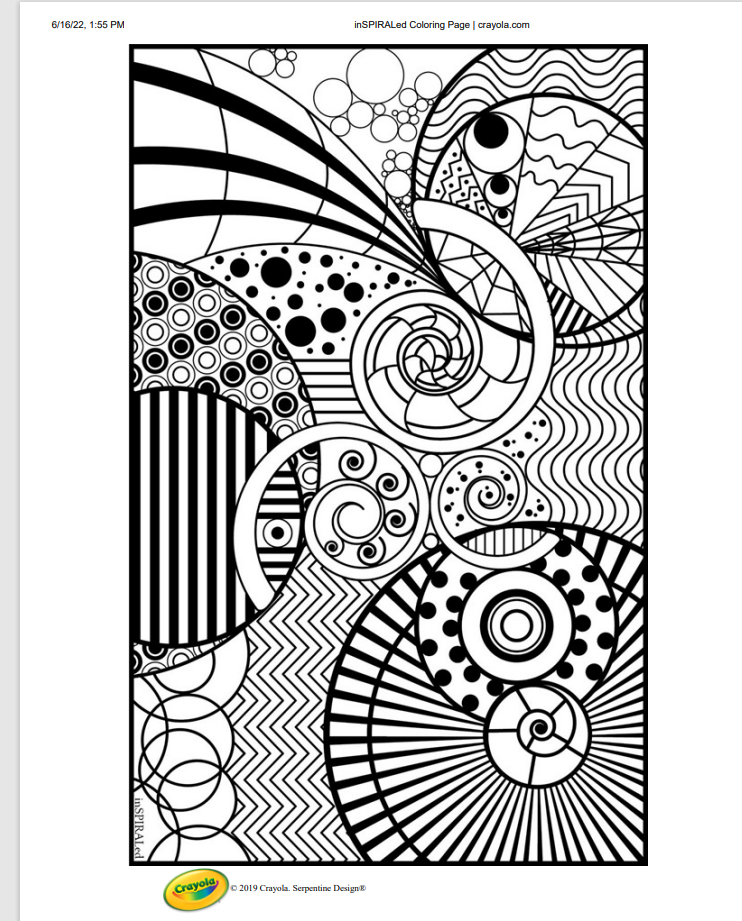 6/16/22, 1:55 PM inSPIRALed Coloring Page | crayola.com
inSPIRALed
Crayola
© 2019 Crayola. Serpentine Design®